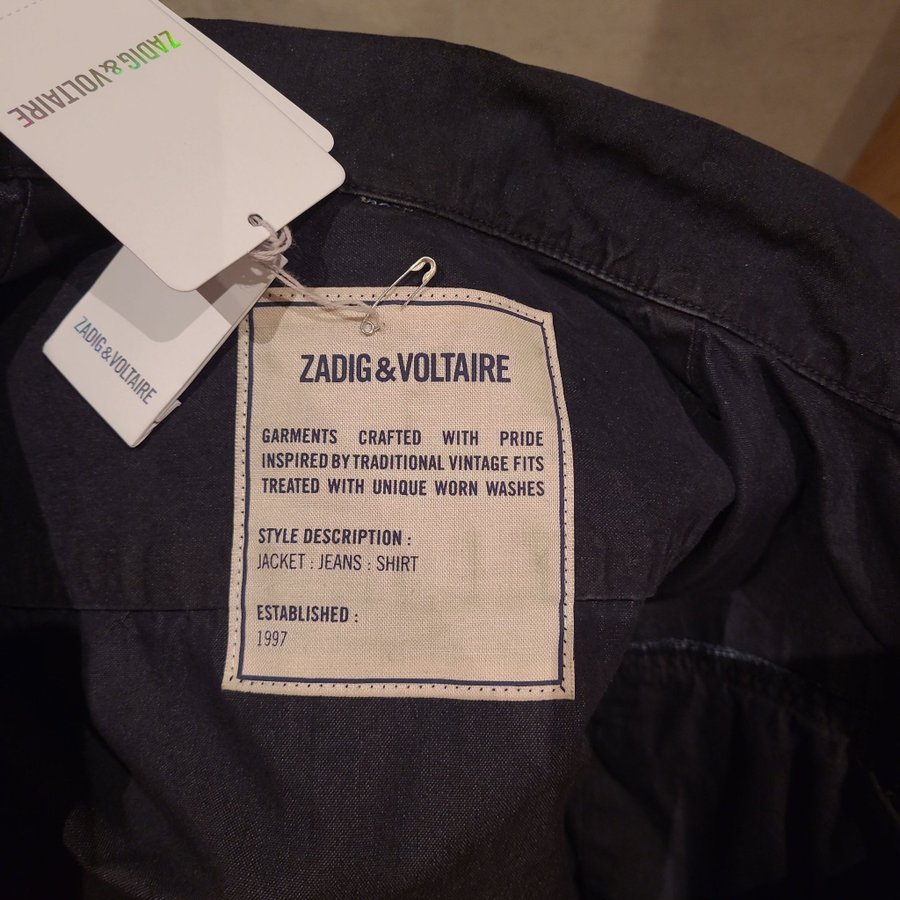 ZADIG&VOLTAIRE
ZADIG&VOLTAIRE
ZADIG&VOLTAIRE
GARMENTS CRAFTED WITH PRIDE
INSPIRED BY TRADITIONAL VINTAGE FITS
TREATED WITH UNIQUE WORN WASHES
STYLE DESCRIPTION :
JACKET : JEANS : SHIRT
ESTABLISHED :
1997